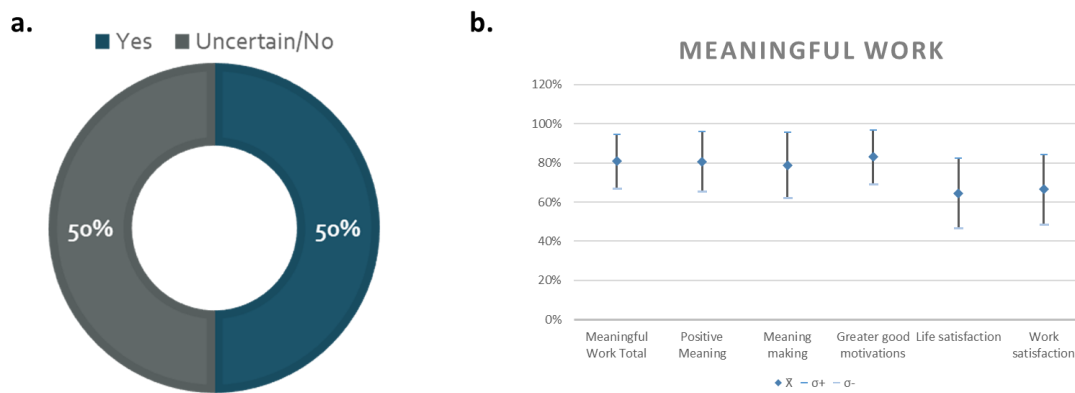 a.
Yes Uncertain/No
50% 50%
b.
MEANINGFUL WORK
120%
100%
80%
60%
40%
20%
0%
Meaningful Work Total
Positive Meaning
Meaning making
Greater good motivations
Life satisfaction
Work satisfaction
X̅ σ+ σ-